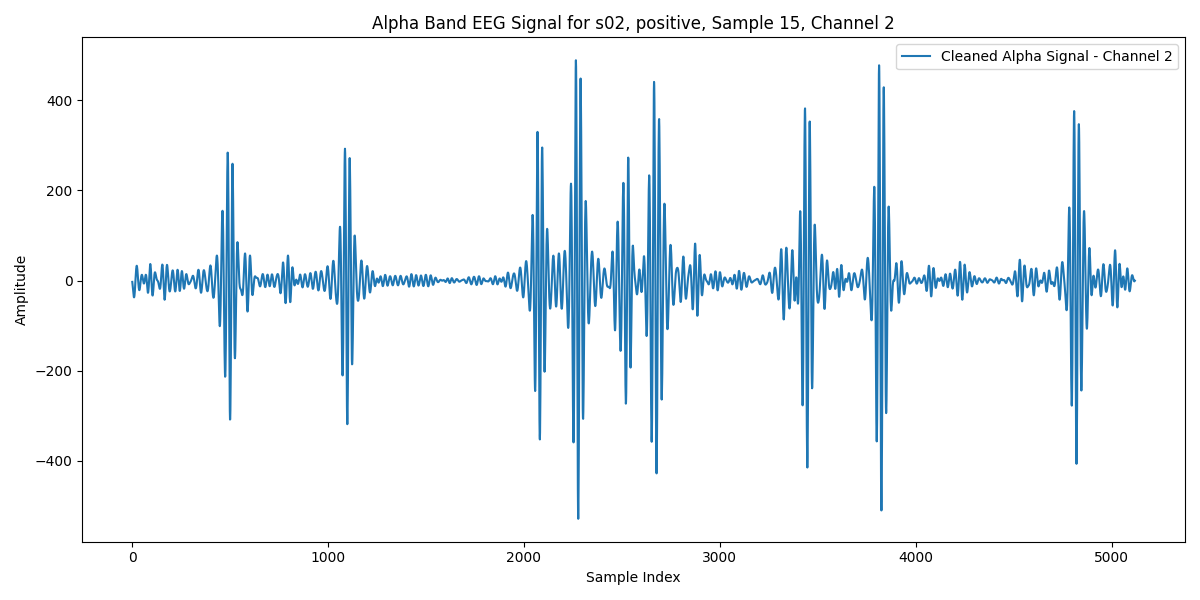 Alpha Band EEG Signal for s02, positive, Sample 15, Channel 2
Cleaned Alpha Signal - Channel 2
400
200
0
−200
−400
Amplitude
0 1000 2000 3000 4000 5000
Sample Index